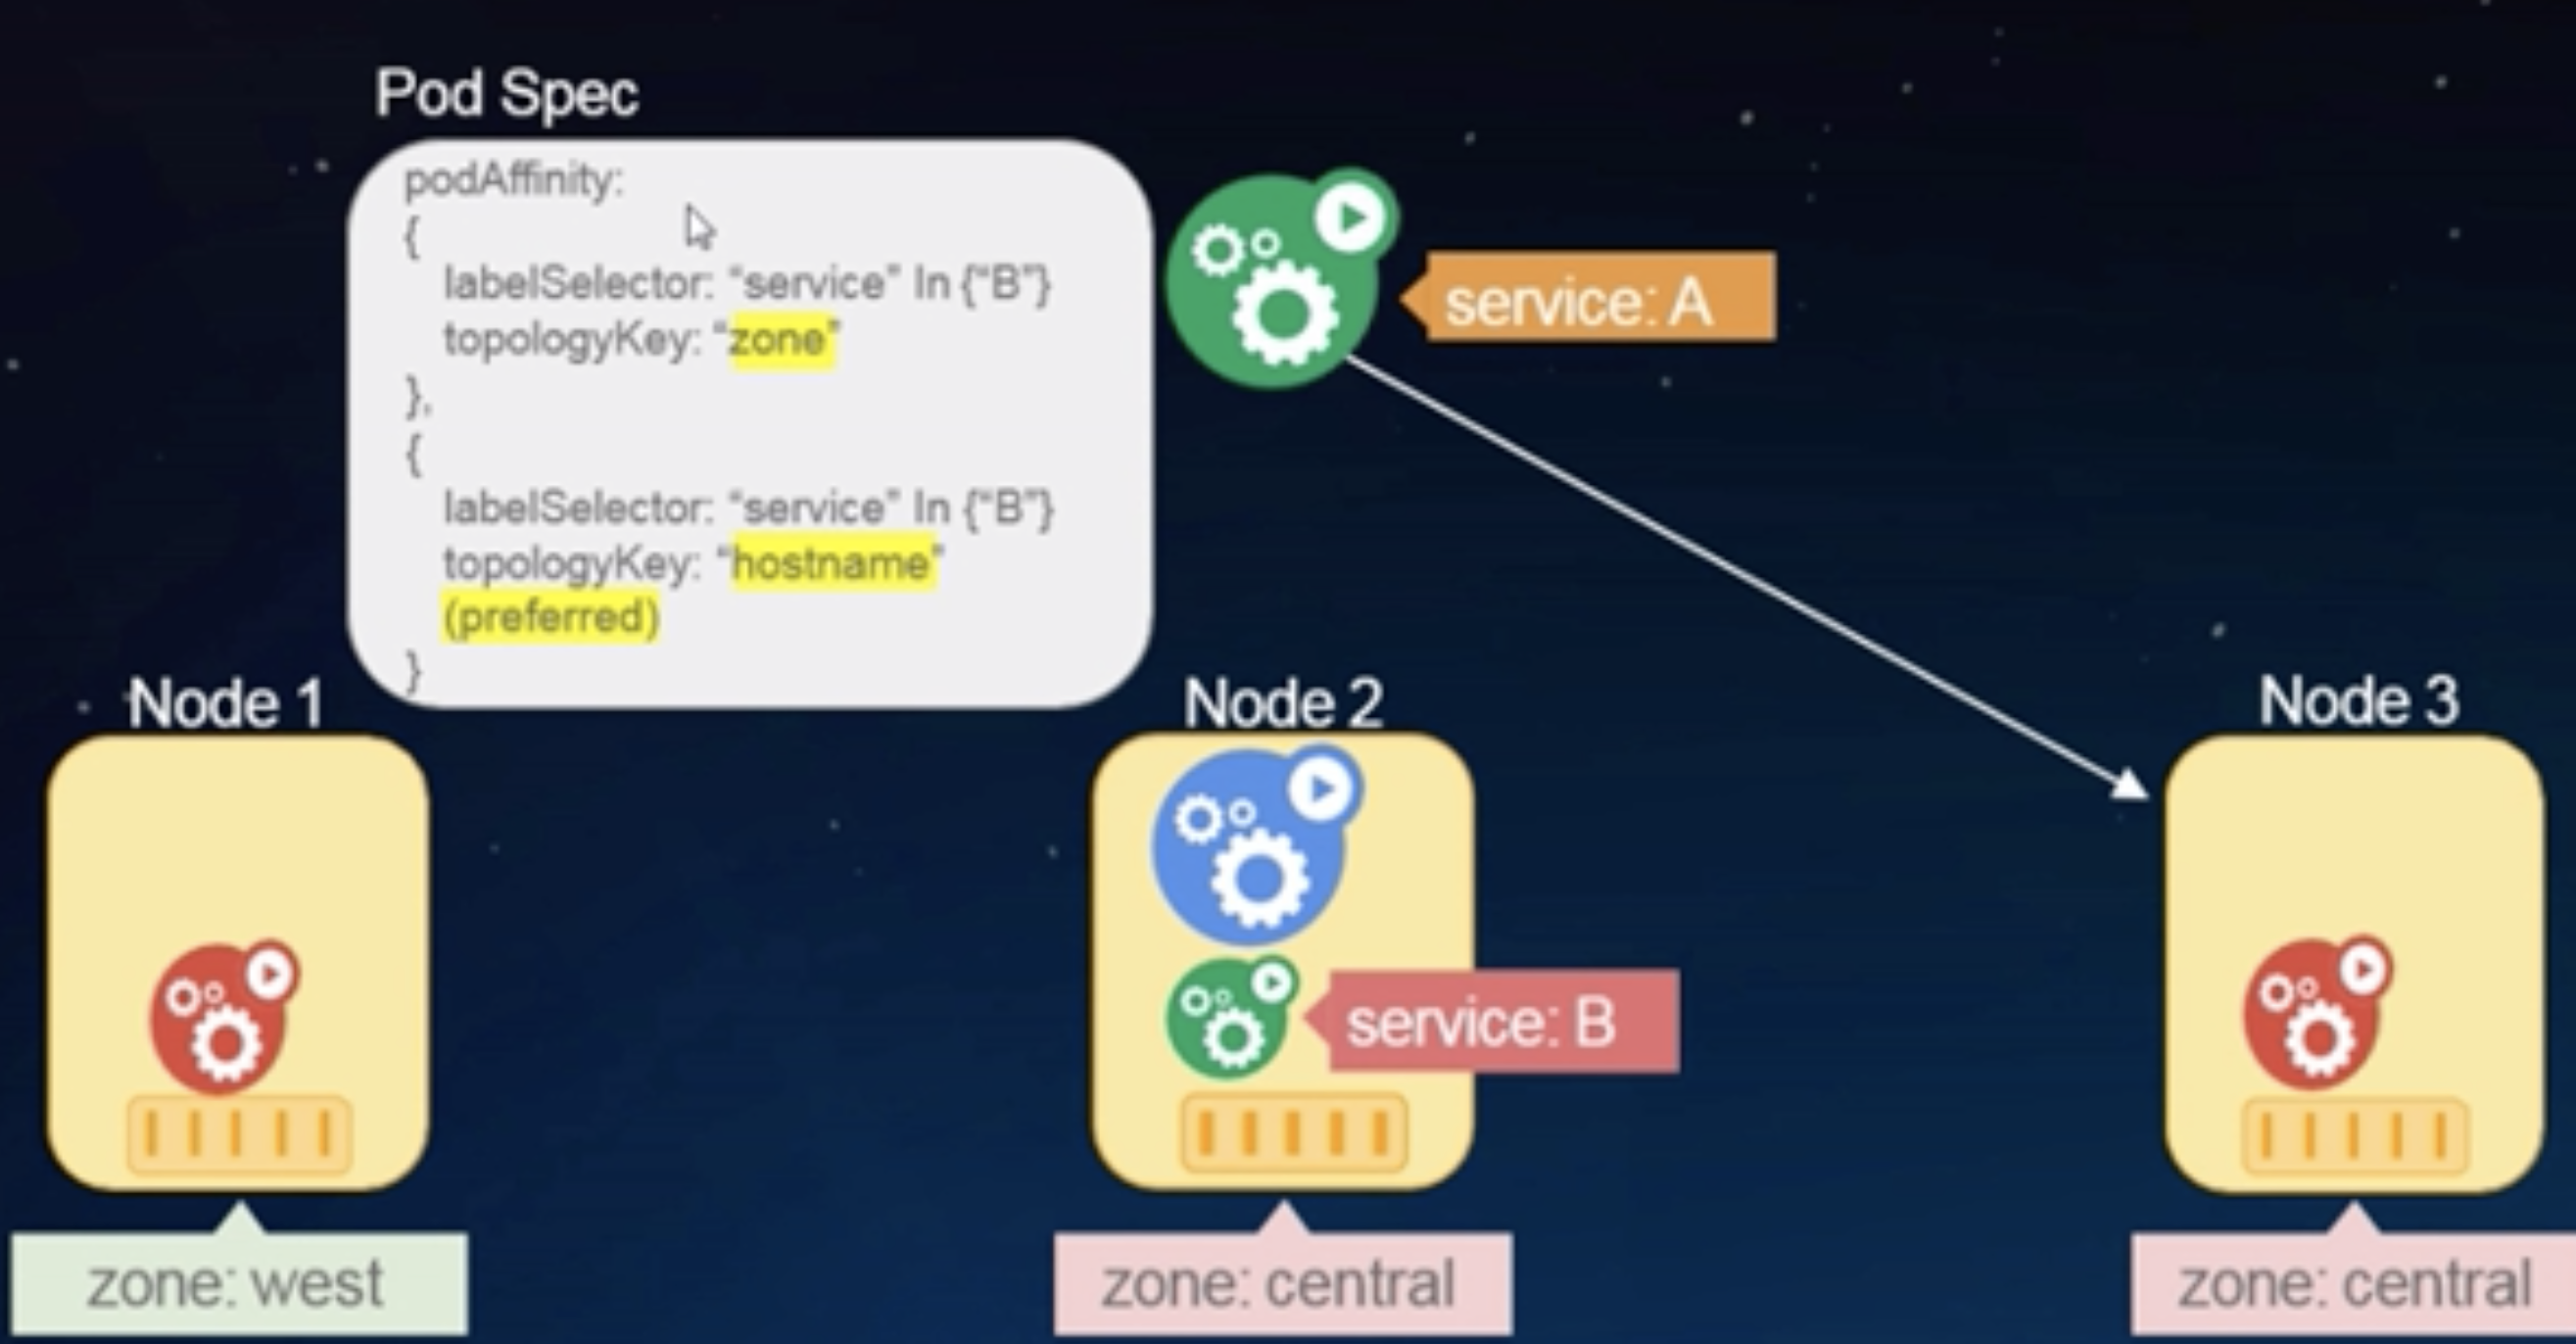 Pod Spec
podAffinity:
{
labelSelector: “service” In {“B”}
topologyKey: “zone”
},
{
labelSelector: “service” In {“B”}
topologyKey: “hostname”
(preferred)
}
service: A
Node 1
Node 2
Node 3
service: B
zone: west
zone: central
zone: central